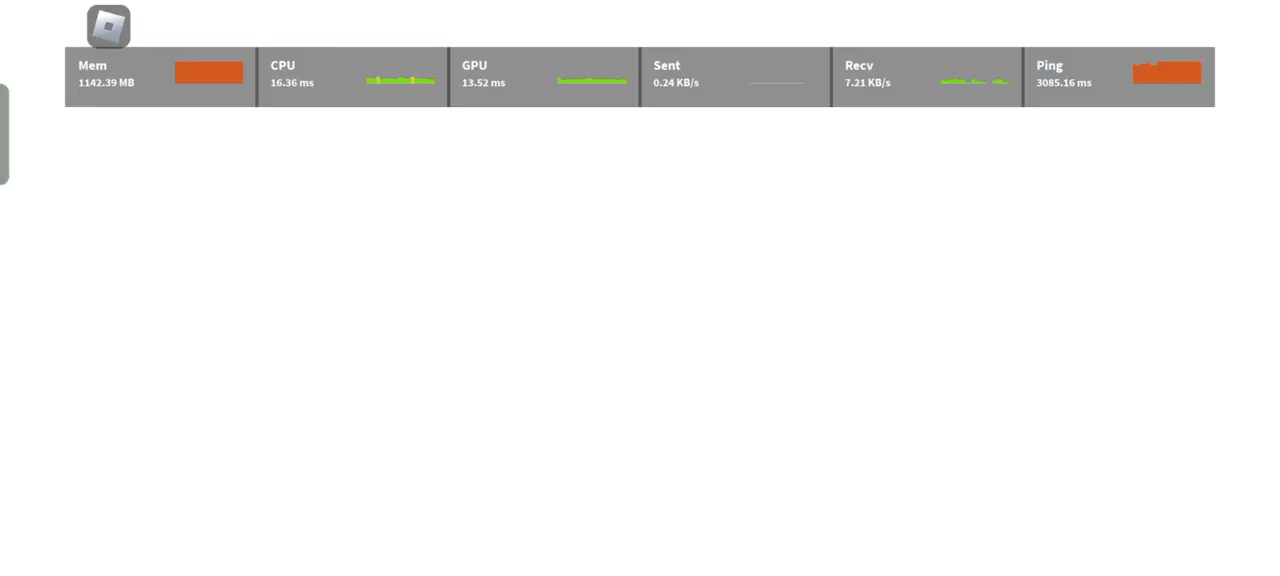 Mem
1142.39 MB
CPU
16.36 ms
GPU
13.52 ms
Sent
0.24 KB/s
Recv
7.21 KB/s
Ping
3085.16 ms